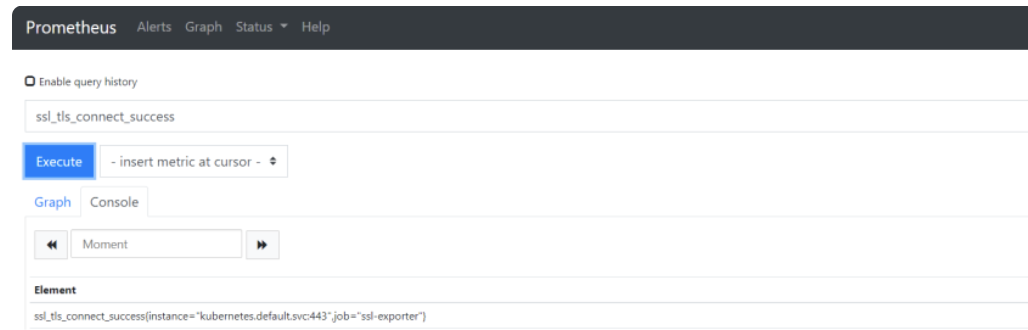 Prometheus Alerts Graph Status Help
Enable query history
ssl_tls_connect_success
Execute - insert metric at cursor -
Graph Console
Moment
Element
ssl_tls_connect_success{instance="kubernetes.default.svc:443",job="ssl-exporter"}